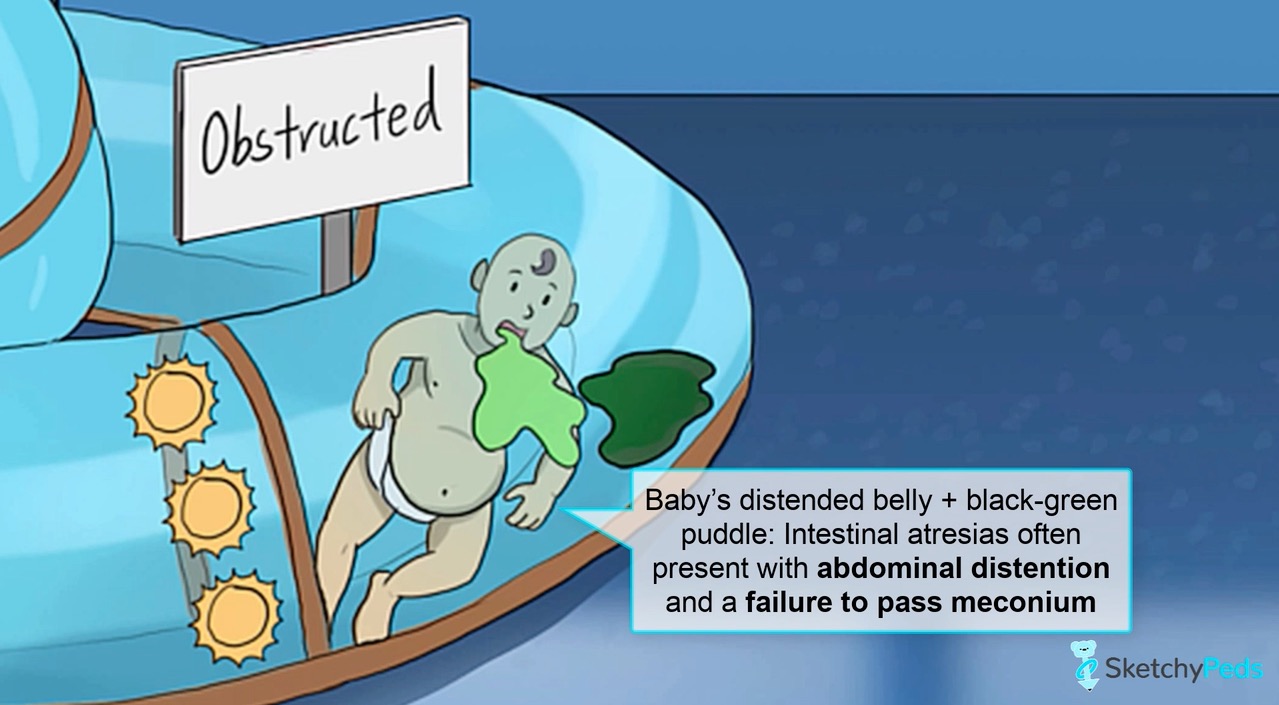 Obstructed
Baby’s distended belly + black-green
puddle: Intestinal atresias often
present with abdominal distention
and a failure to pass meconium
SketchyPeds